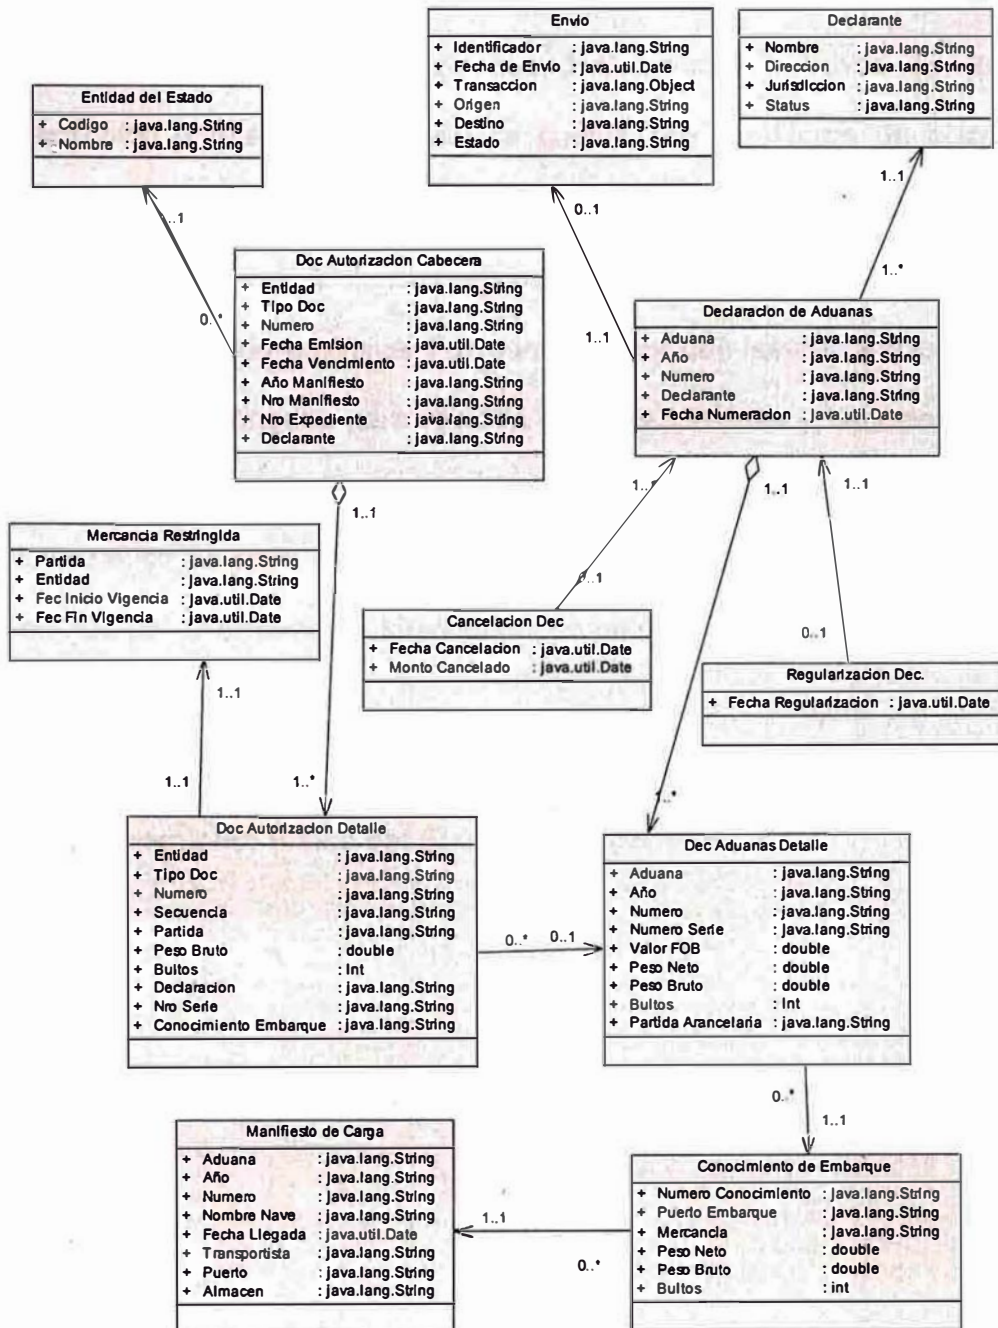 Envio
+ Identificador : java.lang.String
+ Fecha de Envio : java.util.Date
+ Transaccion : java.lang.Object
+ Origen : java.lang.String
+ Destino : java.lang.String
+ Estado : java.lang.String
Declarante
+ Nombre : java.lang.String
+ Direccion : java.lang.String
+ Jurisdiccion : java.lang.String
+ Status : java.lang.String
Entidad del Estado
+ Codigo : java.lang.String
+ Nombre : java.lang.String
..1
0..1
1..1
Doc Autorizacion Cabecera
+ Entidad : java.lang.String
+ Tipo Doc : java.lang.String
+ Numero : java.lang.String
+ Fecha Emision : java.util.Date
+ Fecha Vencimiento : java.util.Date
+ Año Manifiesto : java.lang.String
+ Nro Manifiesto : java.lang.String
+ Nro Expediente : java.lang.String
+ Declarante : java.lang.String
0..*
1..*
1..1
Declaracion de Aduanas
+ Aduana : java.lang.String
+ Año : java.lang.String
+ Numero : java.lang.String
+ Declarante : java.lang.String
+ Fecha Numeracion : java.util.Date
1..1
1..
1..1
1..1
Mercancia Restringida
+ Partida : java.lang.String
+ Entidad : java.lang.String
+ Fec Inicio Vigencia : java.util.Date
+ Fec Fin Vigencia : java.util.Date
0..1
Cancelacion Dec
+ Fecha Cancelacion : java.util.Date
+ Monto Cancelado : java.util.Date
0..1
Regularizacion Dec.
+ Fecha Regularizacion : java.util.Date
1..1
1..1
1..*
1..*
Doc Autorizacion Detalle
+ Entidad : java.lang.String
+ Tipo Doc : java.lang.String
+ Numero : java.lang.String
+ Secuencia : java.lang.String
+ Partida : java.lang.String
+ Peso Bruto : double
+ Bultos : int
+ Declaracion : java.lang.String
+ Nro Serie : java.lang.String
+ Conocimiento Embarque : java.lang.String
0..* 0..1
Dec Aduanas Detalle
+ Aduana : java.lang.String
+ Año : java.lang.String
+ Numero : java.lang.String
+ Numero Serie : java.lang.String
+ Valor FOB : double
+ Peso Neto : double
+ Peso Bruto : double
+ Bultos : int
+ Partida Arancelaria : java.lang.String
0..*
1..1
Manifiesto de Carga
+ Aduana : java.lang.String
+ Año : java.lang.String
+ Numero : java.lang.String
+ Nombre Nave : java.lang.String
+ Fecha Llegada : java.util.Date
+ Transportista : java.lang.String
+ Puerto : java.lang.String
+ Almacen : java.lang.String
1..1
0..*
Conocimiento de Embarque
+ Numero Conocimiento : java.lang.String
+ Puerto Embarque : java.lang.String
+ Mercancia : java.lang.String
+ Peso Neto : double
+ Peso Bruto : double
+ Bultos : int